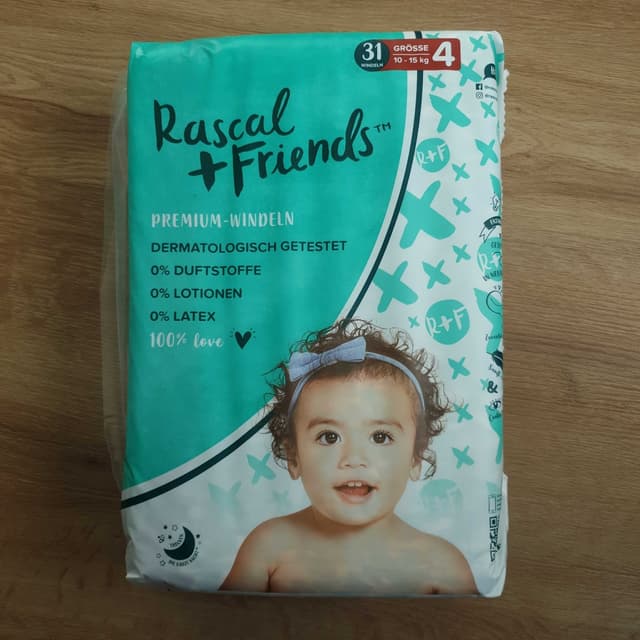 31
WINDELN
GRÖSSE
10 - 15 kg
4
Rascal
+ Friends™
PREMIUM-WINDELN
DERMATOLOGISCH GETESTET
0% DUFTSTOFFE
0% LOTIONEN
0% LATEX
100% love
R+F
R+F
&